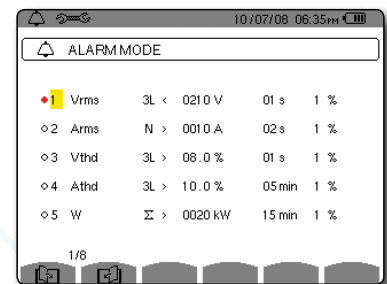 10/07/08 06:35PM
ALARM MODE
1 Vrms 3L < 0210 V 01 s 1 %
2 Arms N > 0010 A 02 s 1 %
3 Vthd 3L > 08.0 % 01 s 1 %
4 Athd 3L > 10.0 % 05 min 1 %
5 W Σ > 0020 kW 15 min 1 %
1/8